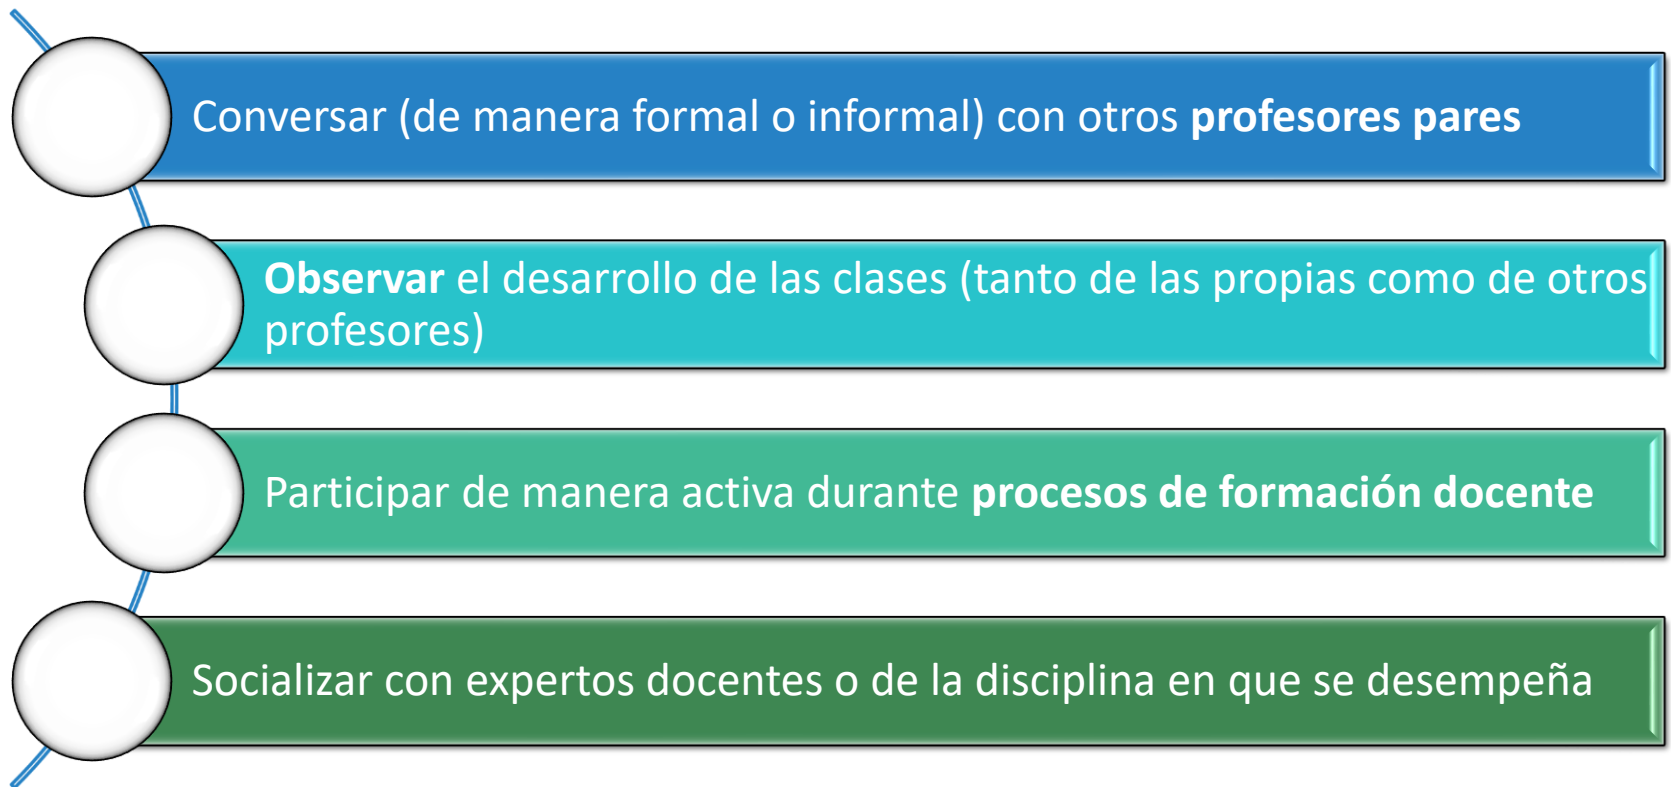 Conversar (de manera formal o informal) con otros profesores pares
Observar el desarrollo de las clases (tanto de las propias como de otros
profesores)
Participar de manera activa durante procesos de formación docente
Socializar con expertos docentes o de la disciplina en que se desempeña